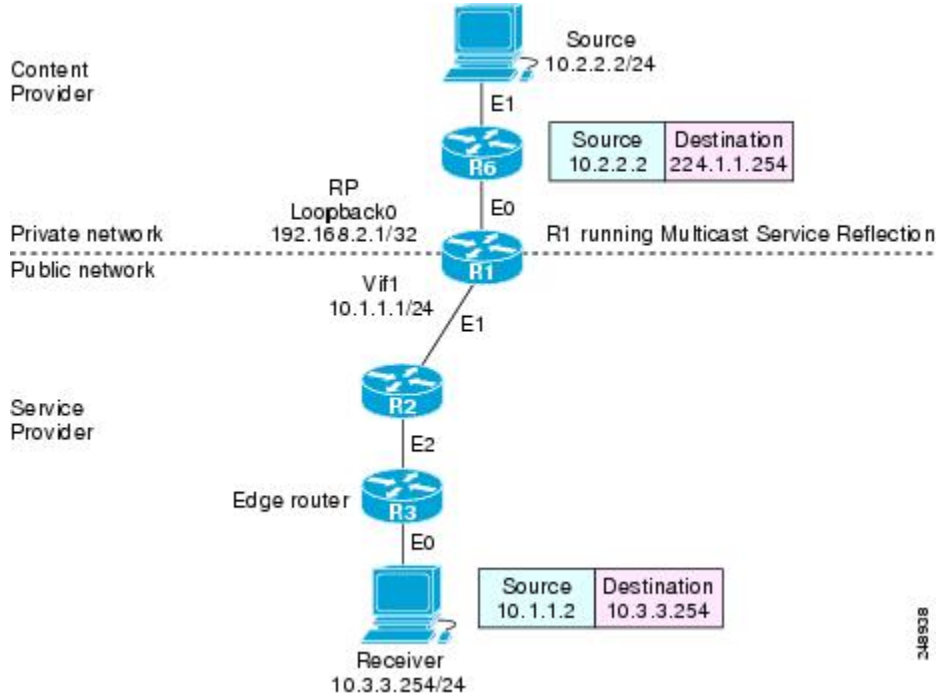 Source
10.2.2.2/24
Content
Provider
E1
R6
Source
10.2.2.2
Destination
224.1.1.254
RP
Loopback0
192.168.2.1/32
E0
Private network
R1 running Multicast Service Reflection
Public network
R1
Vif1
10.1.1.1/24
E1
R2
Service
Provider
E2
Edge router
R3
E0
Source
10.1.1.2
Destination
10.3.3.254
Receiver
10.3.3.254/24
248938